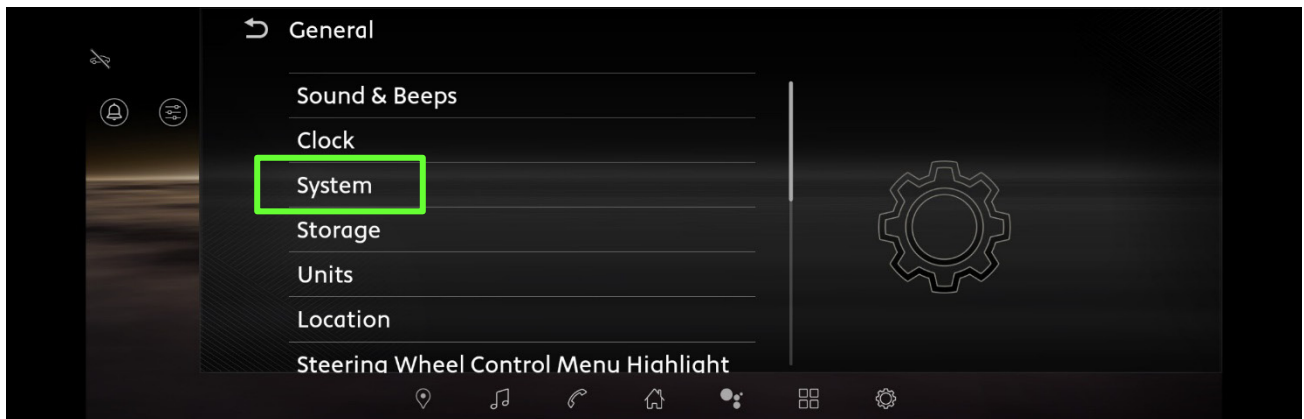 General
Sound & Beeps
Clock
System
Storage
Units
Location
Steering Wheel Control Menu Highlight